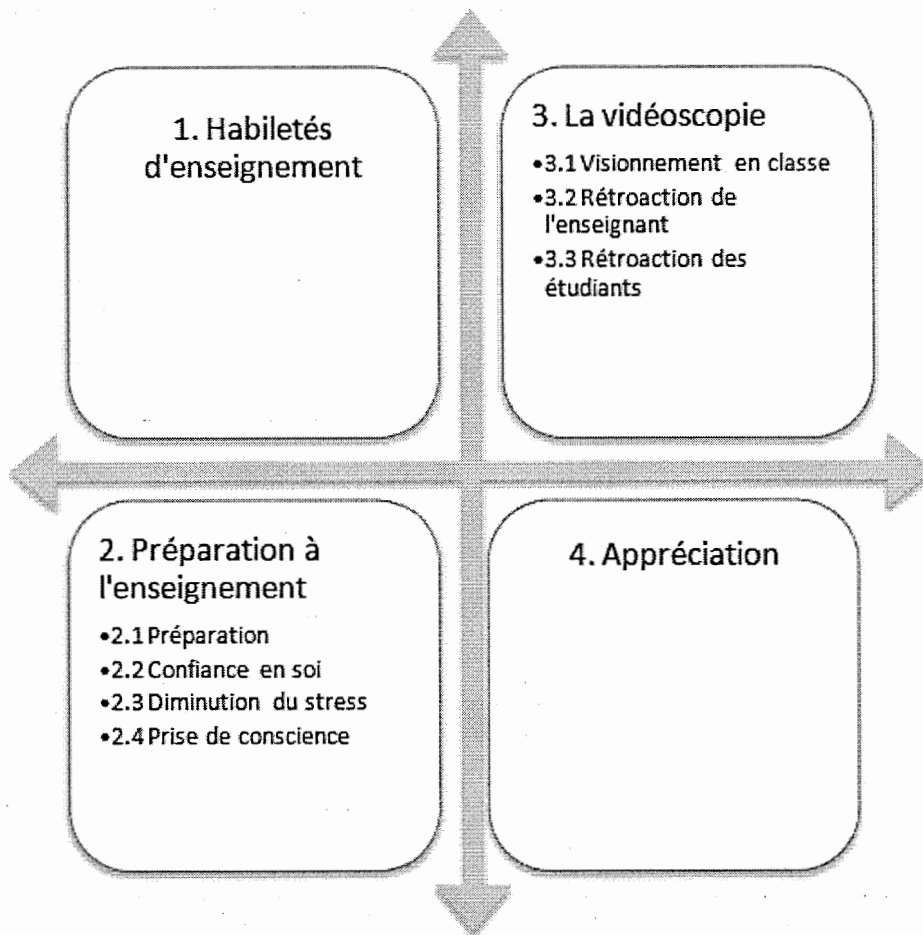 1. Habiletés
d'enseignement
2. Préparation à
l'enseignement
•2.1 Préparation
•2.2 Confiance en soi
•2.3 Diminution du stress
•2.4 Prise de conscience
3. La vidéoscopie
•3.1 Visionnement en classe
•3.2 Rétroaction de
l'enseignant
•3.3 Rétroaction des
étudiants
4. Appréciation